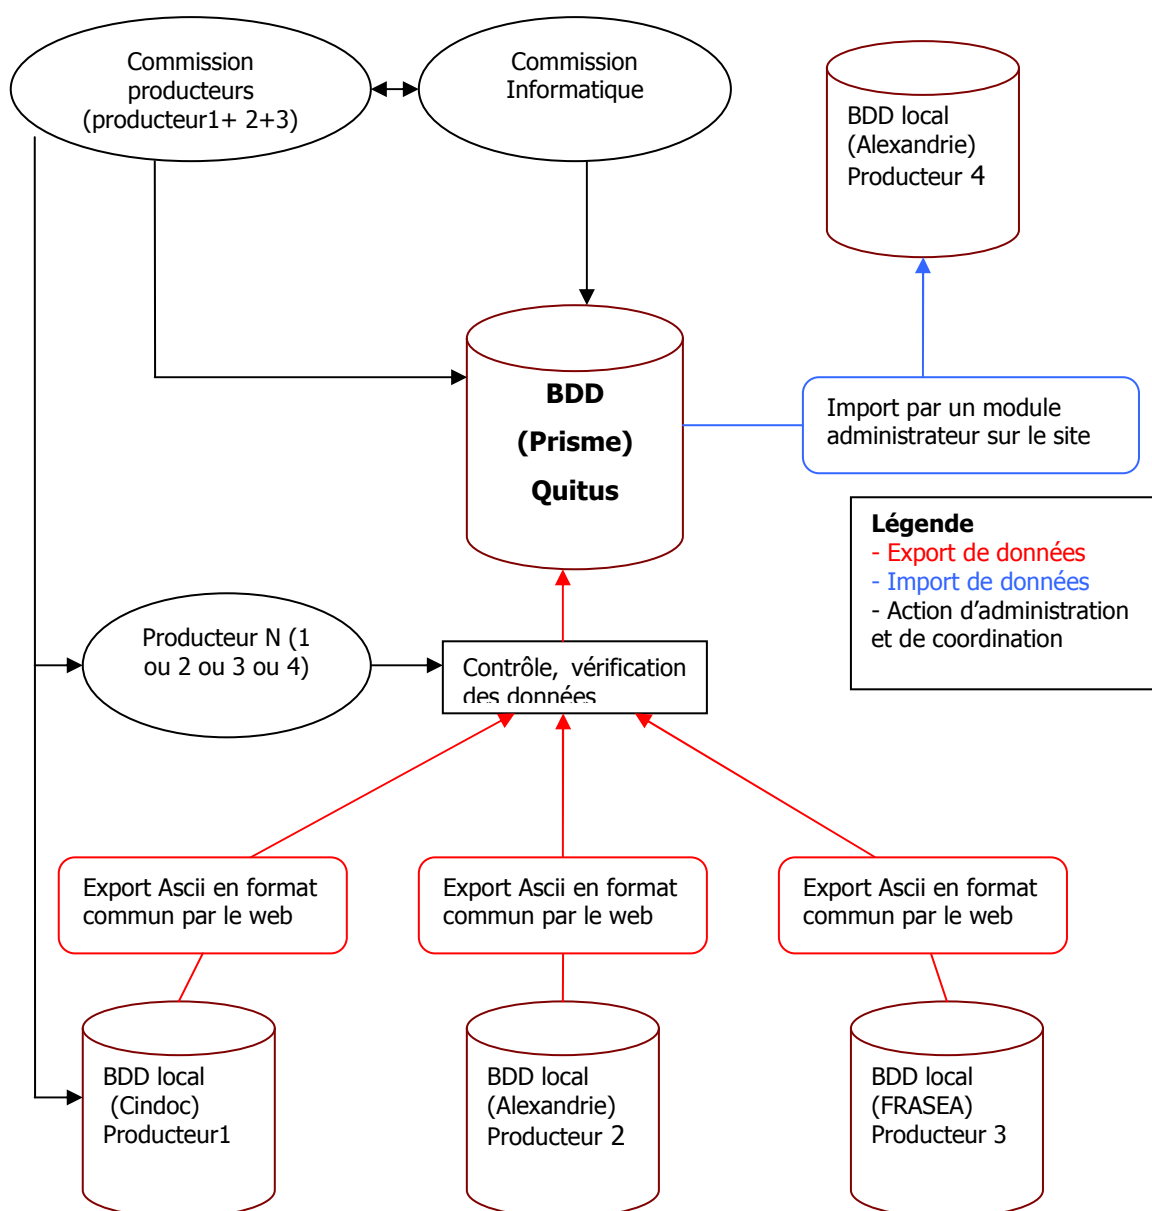 Commission
producteurs
(producteur1+ 2+3)
Commission
Informatique
BDD local
(Alexandrie)
Producteur 4
BDD
(Prisme)
Quitus
Import par un module
administrateur sur le site
Légende
- Export de données
- Import de données
- Action d’administration
et de coordination
Producteur N (1
ou 2 ou 3 ou 4)
Contrôle, vérification
des données
Export Ascii en format
commun par le web
Export Ascii en format
commun par le web
Export Ascii en format
commun par le web
BDD local
(Cindoc)
Producteur1
BDD local
(Alexandrie)
Producteur 2
BDD local
(FRASEA)
Producteur 3